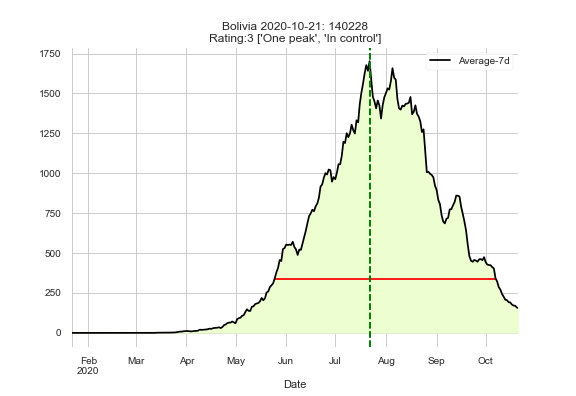 Bolivia 2020-10-21: 140228
Rating:3 ['One peak', 'In control']
Average-7d
1750
1500
1250
1000
750
500
250
0
Feb Mar Apr May Jun Jul Aug Sep Oct
2020
Date